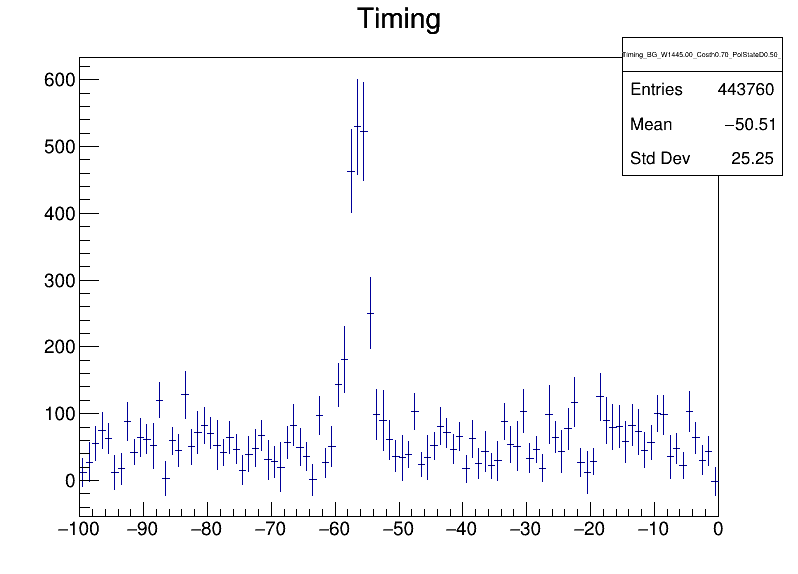 Timing
Timing_BG_W1445.00_Costh0.70_PolStateD0.50_
Entries 443760
Mean −50.51
Std Dev 25.25
600
500
400
300
200
100
0
−100 −90 −80 −70 −60 −50 −40 −30 −20 −10 0